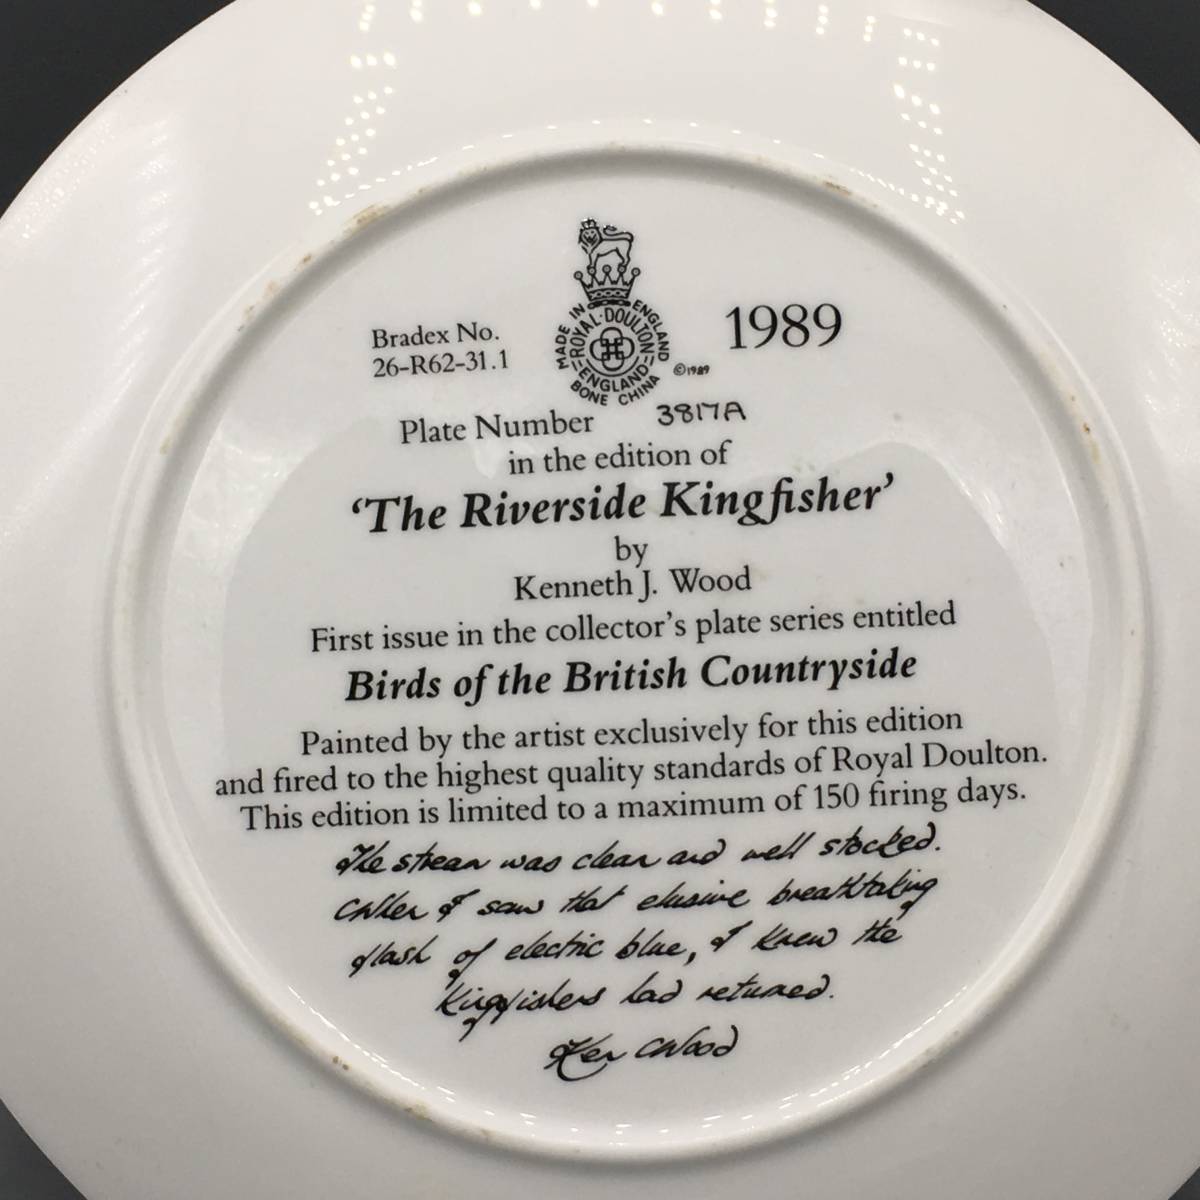 MADE IN ENGLAND
ROYAL·DOULTON
ENGLAND
BONE CHINA
©1989
Bradex No.
26-R62-31.1
1989
Plate Number 3817A
in the edition of
‘The Riverside Kingfisher’
by
Kenneth J. Wood
First issue in the collector’s plate series entitled
Birds of the British Countryside
Painted by the artist exclusively for this edition
and fired to the highest quality standards of Royal Doulton.
This edition is limited to a maximum of 150 firing days.
The stream was clear and well stocked.
When I saw that elusive breathtaking
flash of electric blue, I knew the
Kingfishers had returned.
Ken Wood